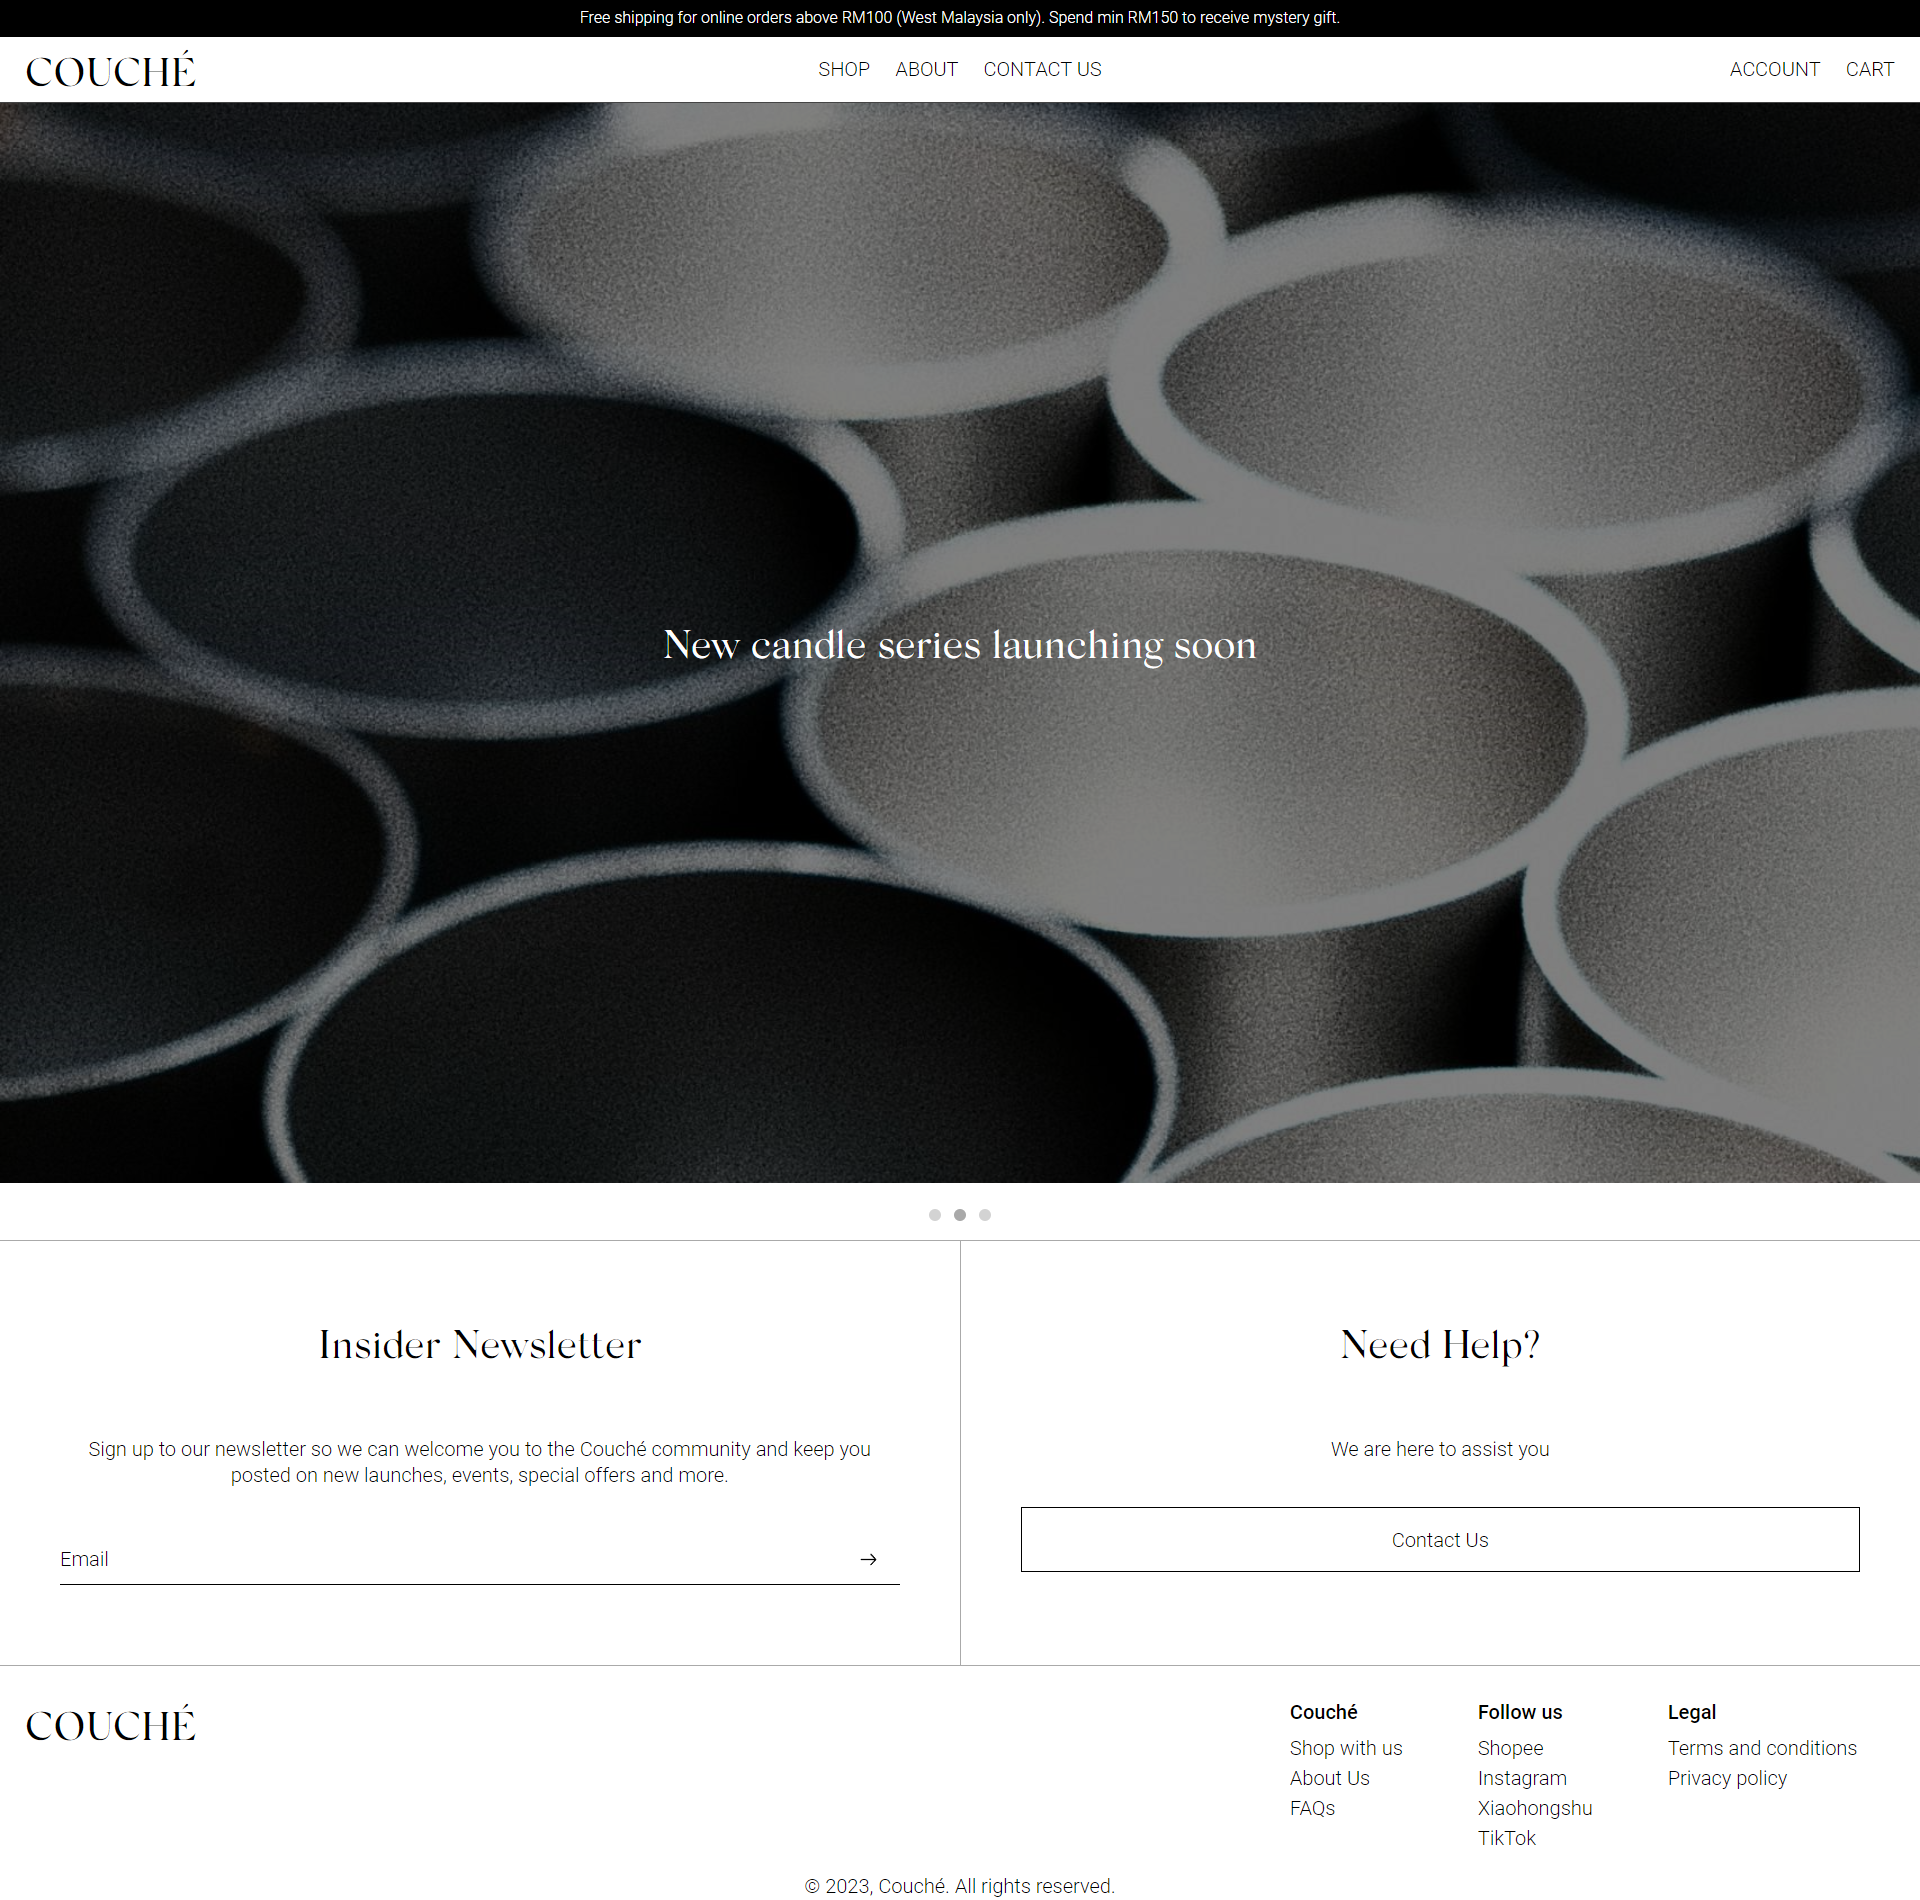 Free shipping for online orders above RM100 (West Malaysia only). Spend min RM150 to receive mystery gift.
COUCHÉ
SHOP ABOUT CONTACT US
ACCOUNT CART
New candle series launching soon
Insider Newsletter
Sign up to our newsletter so we can welcome you to the Couché community and keep you
posted on new launches, events, special offers and more.
Email
Need Help?
We are here to assist you
Contact Us
COUCHÉ
Couché
Shop with us
About Us
FAQs
Follow us
Shopee
Instagram
Xiaohongshu
TikTok
Legal
Terms and conditions
Privacy policy
© 2023, Couché. All rights reserved.